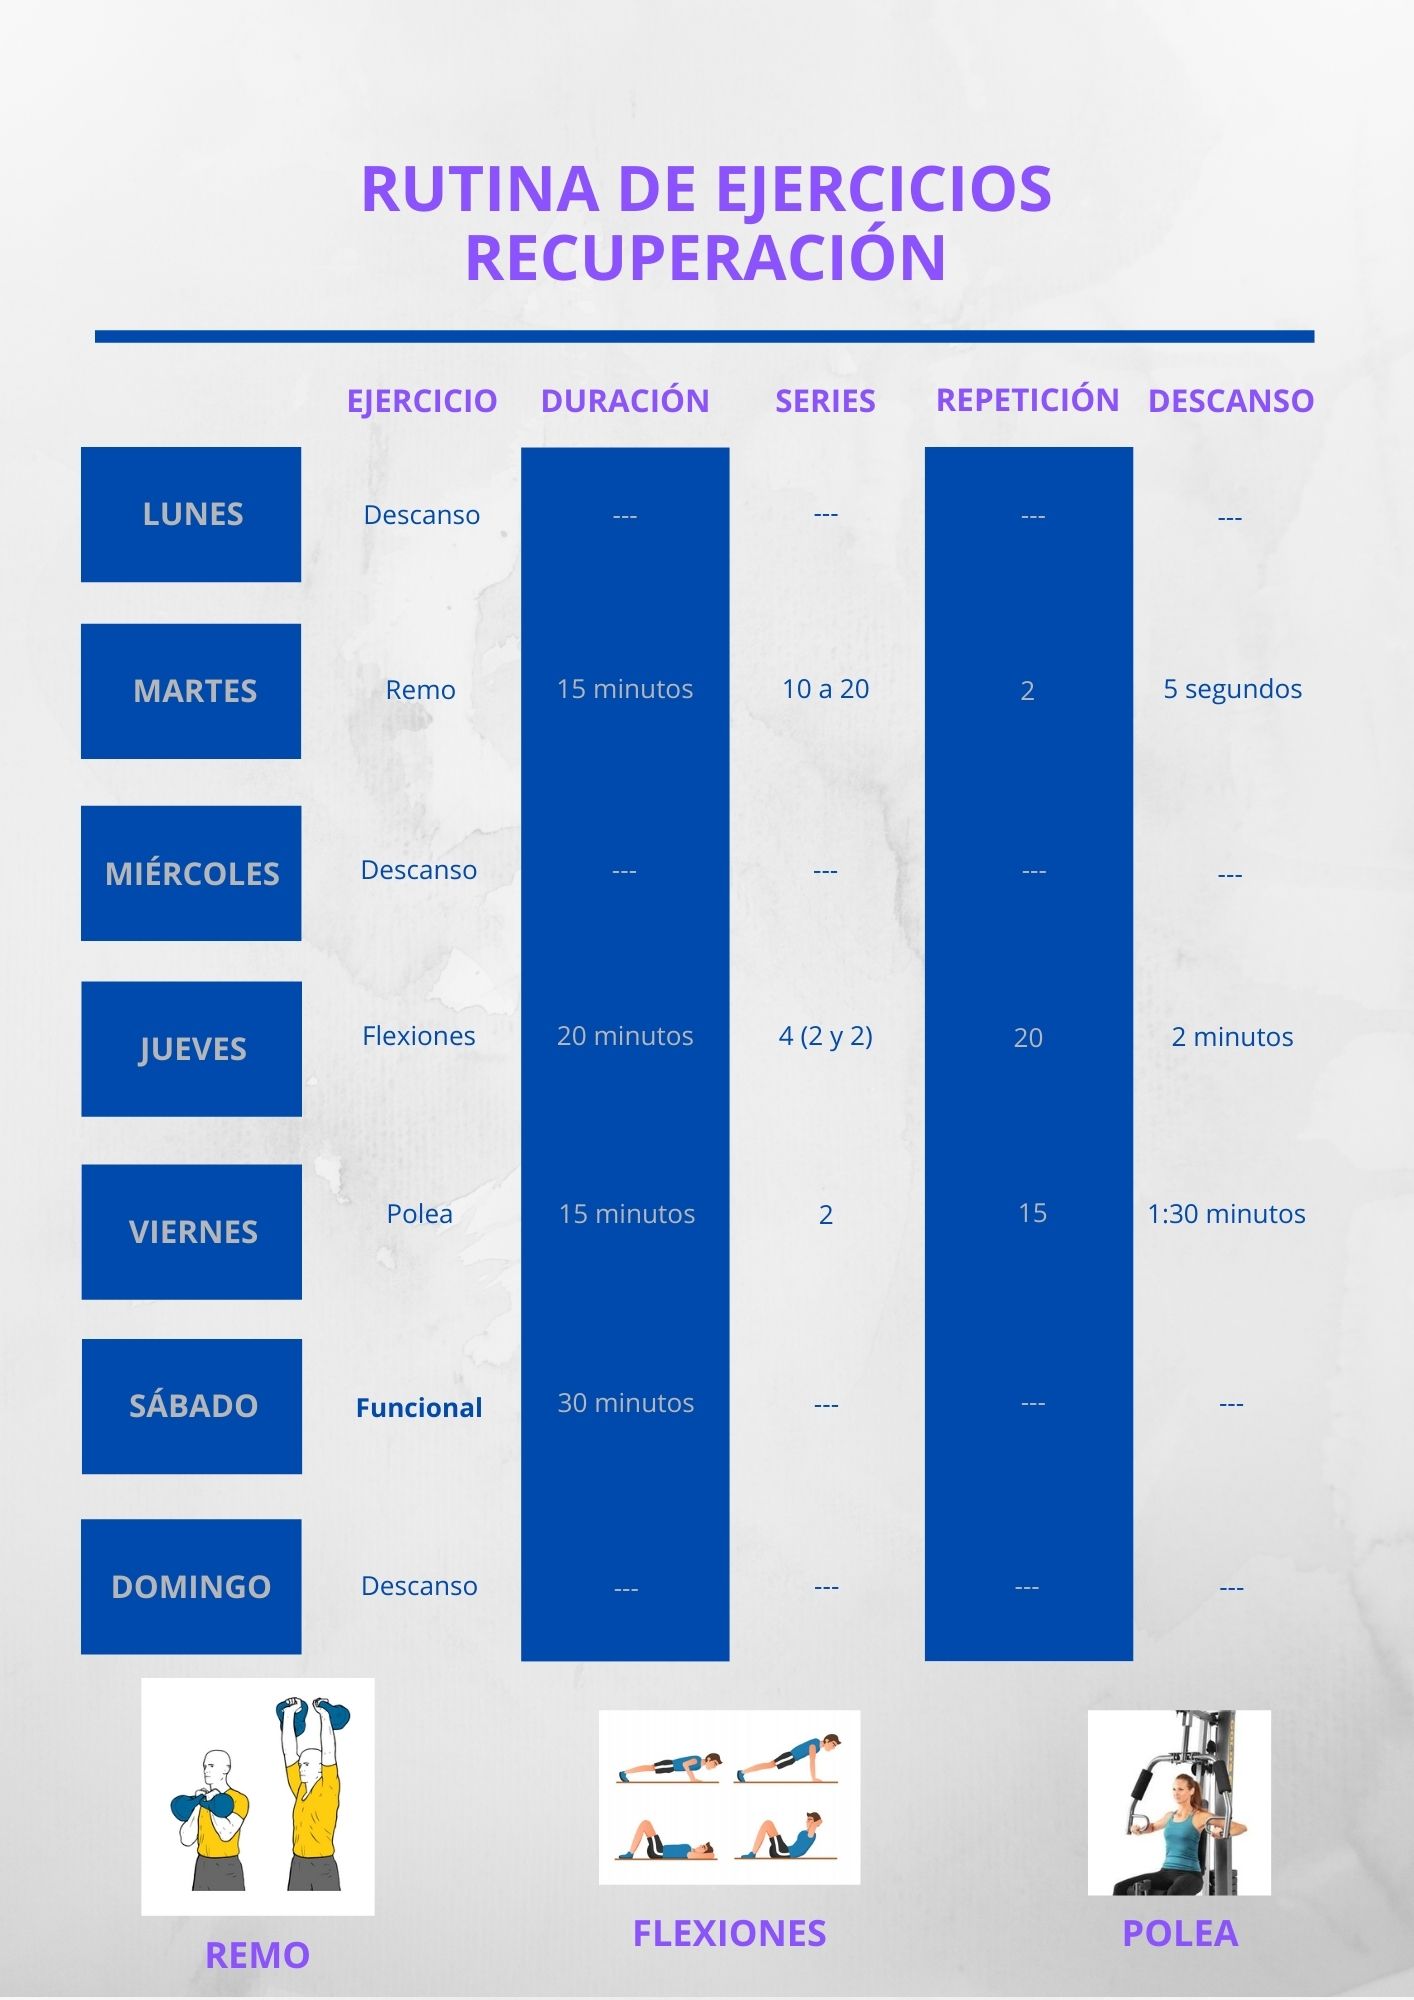 RUTINA DE EJERCICIOS
RECUPERACIÓN
EJERCICIO DURACIÓN SERIES REPETICIÓN DESCANSO
LUNES Descanso --- --- --- ---
MARTES Remo 15 minutos 10 a 20 2 5 segundos
MIÉRCOLES Descanso --- --- --- ---
JUEVES Flexiones 20 minutos 4 (2 y 2) 20 2 minutos
VIERNES Polea 15 minutos 2 15 1:30 minutos
SÁBADO Funcional 30 minutos --- --- ---
DOMINGO Descanso --- --- --- ---
REMO FLEXIONES POLEA